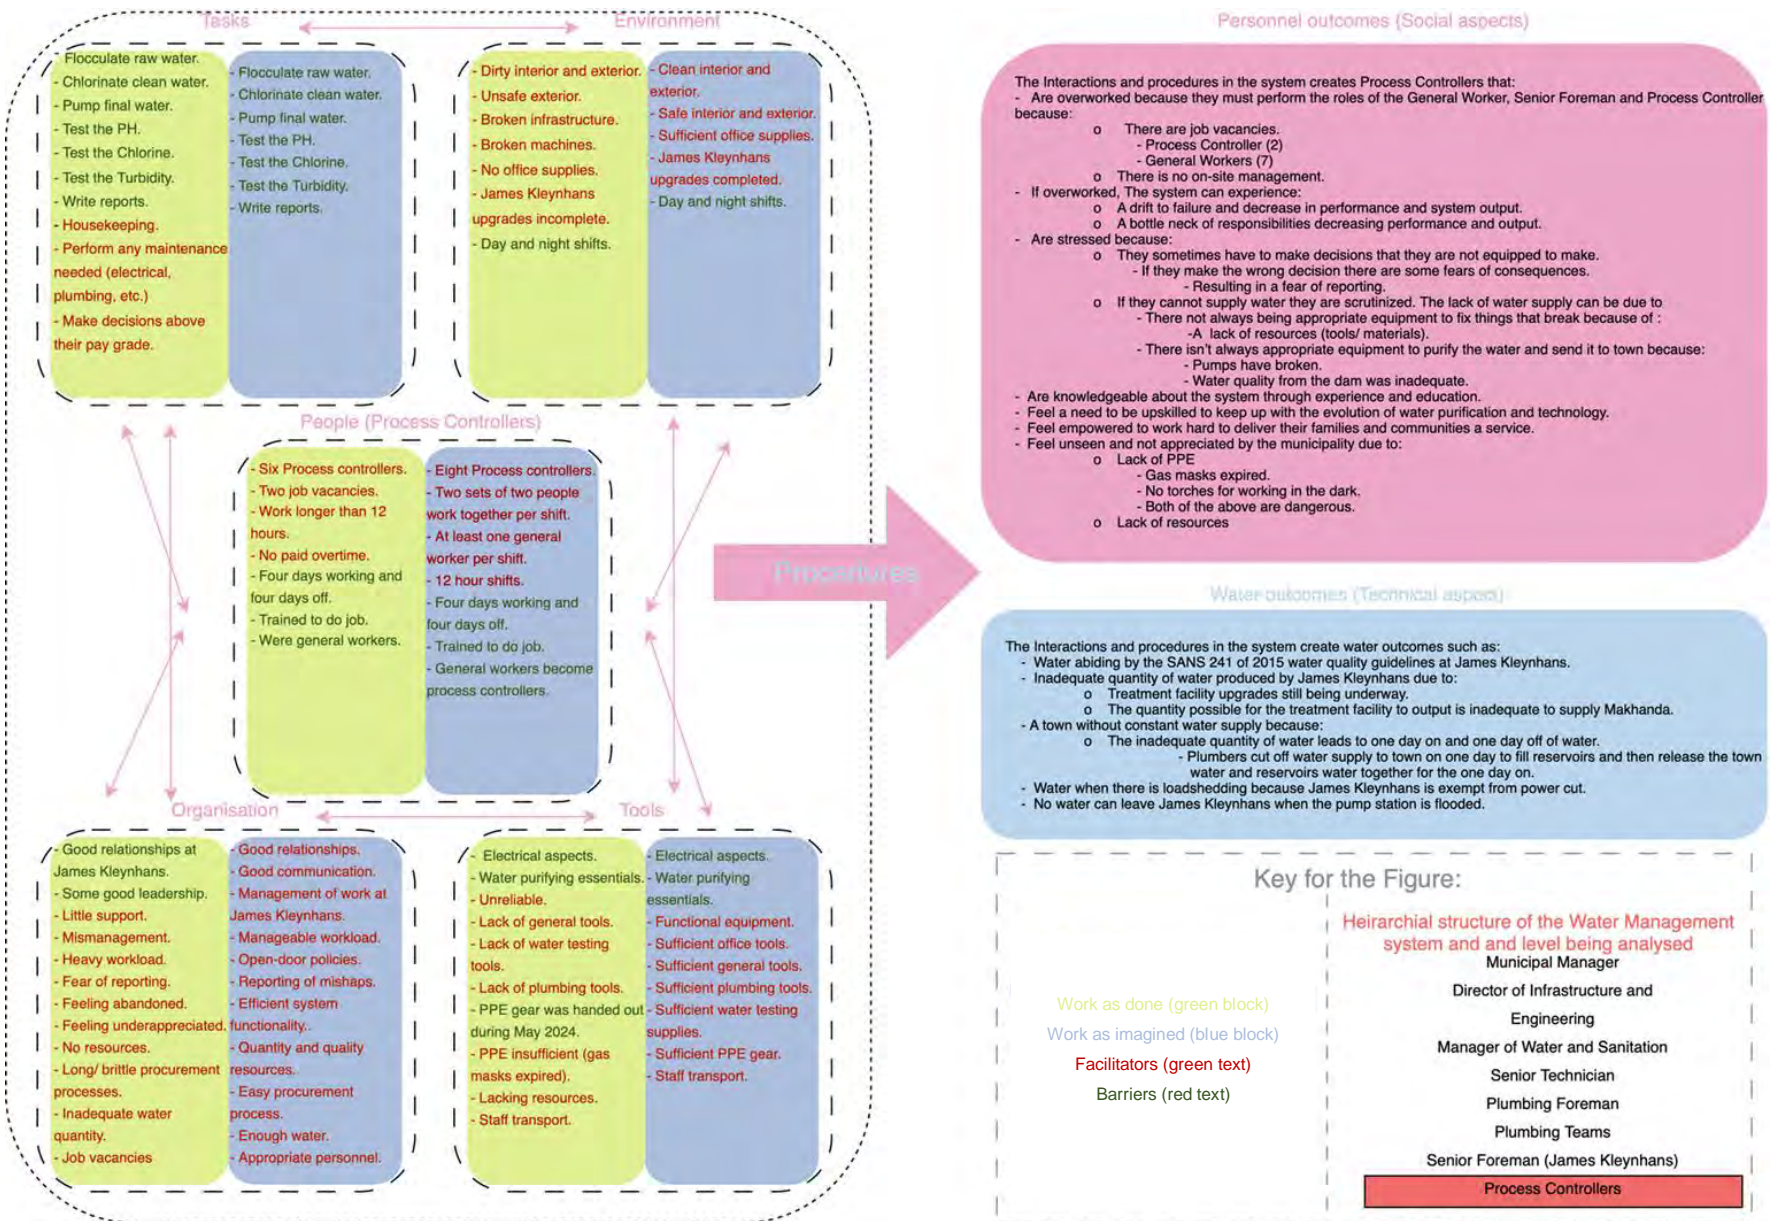 Tasks
- Flocculate raw water.
- Chlorinate clean water.
- Pump final water.
- Test the PH.
- Test the Chlorine.
- Test the Turbidity.
- Write reports.
- Housekeeping.
- Perform any maintenance
needed (electrical,
plumbing, etc.)
- Make decisions above
their pay grade.
- Flocculate raw water.
- Chlorinate clean water.
- Pump final water.
- Test the PH.
- Test the Chlorine.
- Test the Turbidity.
- Write reports.
Environment
- Dirty interior and exterior.
- Unsafe exterior.
- Broken infrastructure.
- Broken machines.
- No office supplies.
- James Kleynhans
upgrades incomplete.
- Day and night shifts.
- Clean interior and
exterior.
- Safe interior and exterior.
- Sufficient office supplies.
- James Kleynhans
upgrades completed.
- Day and night shifts.
People (Process Controllers)
- Six Process controllers.
- Two job vacancies.
- Work longer than 12
hours.
- No paid overtime.
- Four days working and
four days off.
- Trained to do job.
- Were general workers.
- Eight Process controllers.
- Two sets of two people
work together per shift.
- At least one general
worker per shift.
- 12 hour shifts.
- Four days working and
four days off.
- Trained to do job.
- General workers become
process controllers.
Organisation
- Good relationships at
James Kleynhans.
- Some good leadership.
- Little support.
- Mismanagement.
- Heavy workload.
- Fear of reporting.
- Feeling abandoned.
- Feeling underappreciated.
- No resources.
- Long/ brittle procurement
processes.
- Inadequate water
quantity.
- Job vacancies
- Good relationships.
- Good communication.
- Management of work at
James Kleynhans.
- Manageable workload.
- Open-door policies.
- Reporting of mishaps.
- Efficient system
functionality..
- Quantity and quality
resources.
- Easy procurement
process.
- Enough water.
- Appropriate personnel.
Tools
- Electrical aspects.
- Water purifying essentials.
- Unreliable.
- Lack of general tools.
- Lack of water testing
tools.
- Lack of plumbing tools.
- PPE gear was handed out
during May 2024.
- PPE insufficient (gas
masks expired).
- Lacking resources.
- Staff transport.
- Electrical aspects.
- Water purifying
essentials.
- Functional equipment.
- Sufficient office tools.
- Sufficient general tools.
- Sufficient plumbing tools.
- Sufficient water testing
supplies.
- Sufficient PPE gear.
- Staff transport.
Procedures
Personnel outcomes (Social aspects)
The Interactions and procedures in the system creates Process Controllers that:
- Are overworked because they must perform the roles of the General Worker, Senior Foreman and Process Controller
because:
o There are job vacancies.
- Process Controller (2)
- General Workers (7)
o There is no on-site management.
- If overworked, The system can experience:
o A drift to failure and decrease in performance and system output.
o A bottle neck of responsibilities decreasing performance and output.
- Are stressed because:
o They sometimes have to make decisions that they are not equipped to make.
- If they make the wrong decision there are some fears of consequences.
- Resulting in a fear of reporting.
o If they cannot supply water they are scrutinized. The lack of water supply can be due to
- There not always being appropriate equipment to fix things that break because of :
-A lack of resources (tools/ materials).
- There isn't always appropriate equipment to purify the water and send it to town because:
- Pumps have broken.
- Water quality from the dam was inadequate.
- Are knowledgeable about the system through experience and education.
- Feel a need to be upskilled to keep up with the evolution of water purification and technology.
- Feel empowered to work hard to deliver their families and communities a service.
- Feel unseen and not appreciated by the municipality due to:
o Lack of PPE
- Gas masks expired.
- No torches for working in the dark.
- Both of the above are dangerous.
o Lack of resources
Water outcomes (Technical aspect)
The Interactions and procedures in the system create water outcomes such as:
- Water abiding by the SANS 241 of 2015 water quality guidelines at James Kleynhans.
- Inadequate quantity of water produced by James Kleynhans due to:
o Treatment facility upgrades still being underway.
o The quantity possible for the treatment facility to output is inadequate to supply Makhanda.
- A town without constant water supply because:
o The inadequate quantity of water leads to one day on and one day off of water.
- Plumbers cut off water supply to town on one day to fill reservoirs and then release the town
water and reservoirs water together for the one day on.
- Water when there is loadshedding because James Kleynhans is exempt from power cut.
- No water can leave James Kleynhans when the pump station is flooded.
Key for the Figure:
Work as done (green block)
Work as imagined (blue block)
Facilitators (green text)
Barriers (red text)
Heirarchial structure of the Water Management
system and and level being analysed
Municipal Manager
Director of Infrastructure and
Engineering
Manager of Water and Sanitation
Senior Technician
Plumbing Foreman
Plumbing Teams
Senior Foreman (James Kleynhans)
Process Controllers